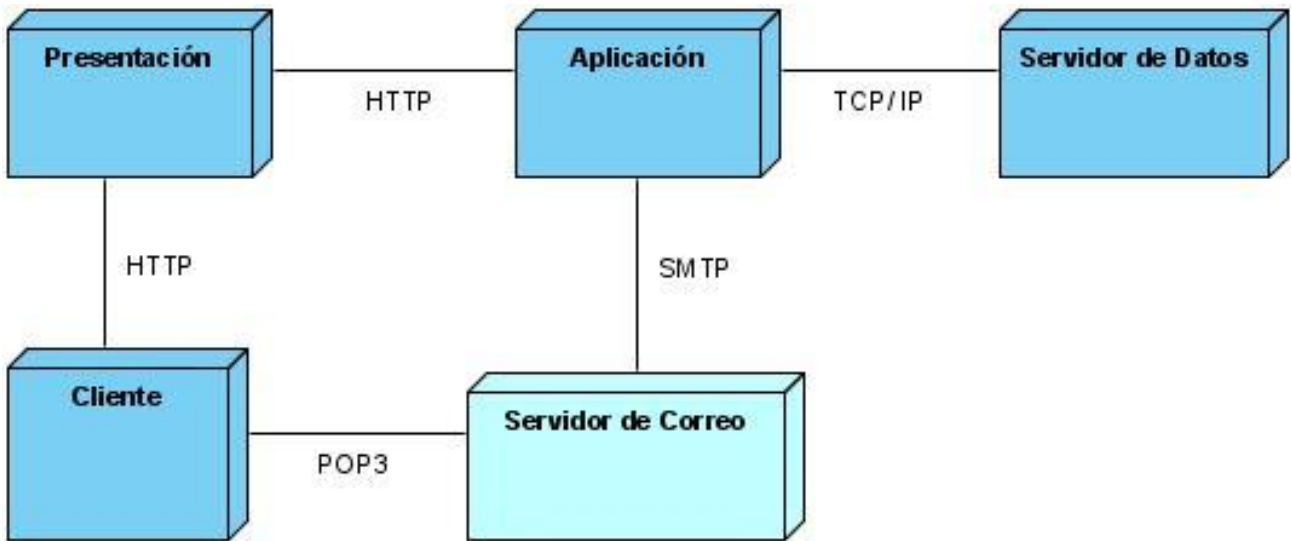 Presentación
Aplicación
Servidor de Datos
HTTP
TCP/IP
HTTP
SMTP
Cliente
Servidor de Correo
POP3